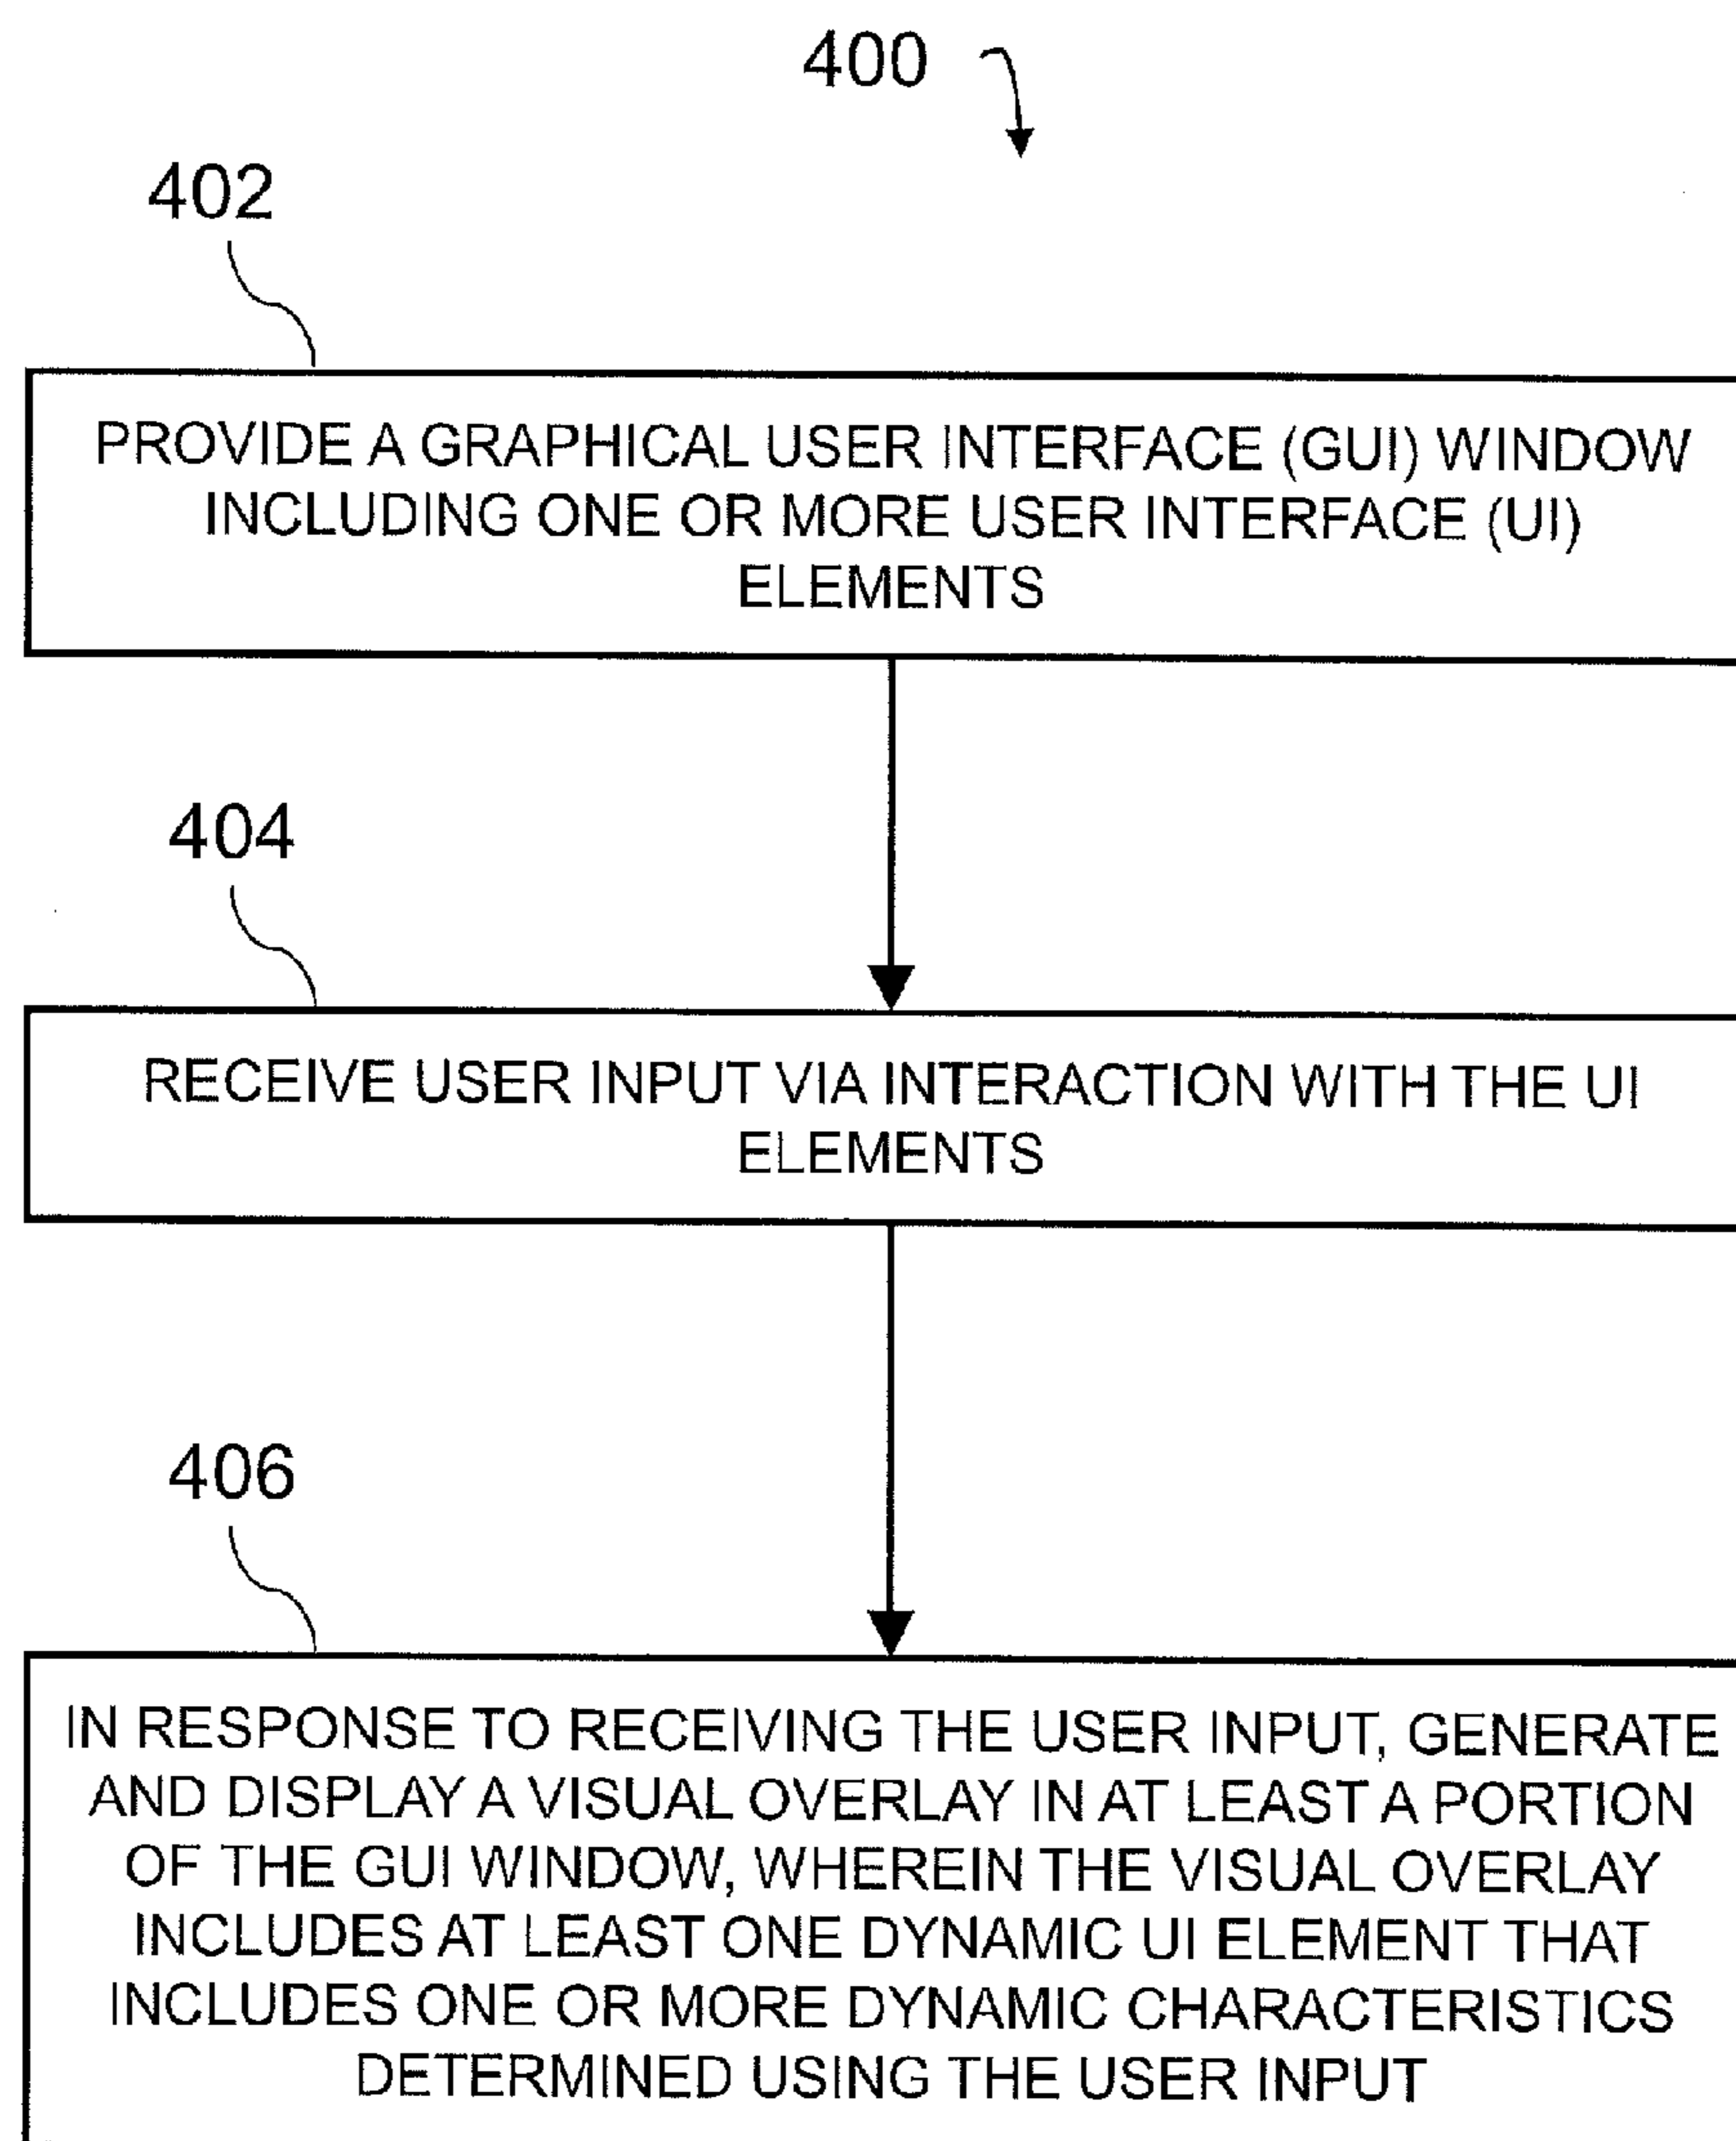 400
402
PROVIDE A GRAPHICAL USER INTERFACE (GUI) WINDOW
INCLUDING ONE OR MORE USER INTERFACE (UI)
ELEMENTS
404
RECEIVE USER INPUT VIA INTERACTION WITH THE UI
ELEMENTS
406
IN RESPONSE TO RECEIVING THE USER INPUT, GENERATE
AND DISPLAY A VISUAL OVERLAY IN AT LEAST A PORTION
OF THE GUI WINDOW, WHEREIN THE VISUAL OVERLAY
INCLUDES AT LEAST ONE DYNAMIC UI ELEMENT THAT
INCLUDES ONE OR MORE DYNAMIC CHARACTERISTICS
DETERMINED USING THE USER INPUT